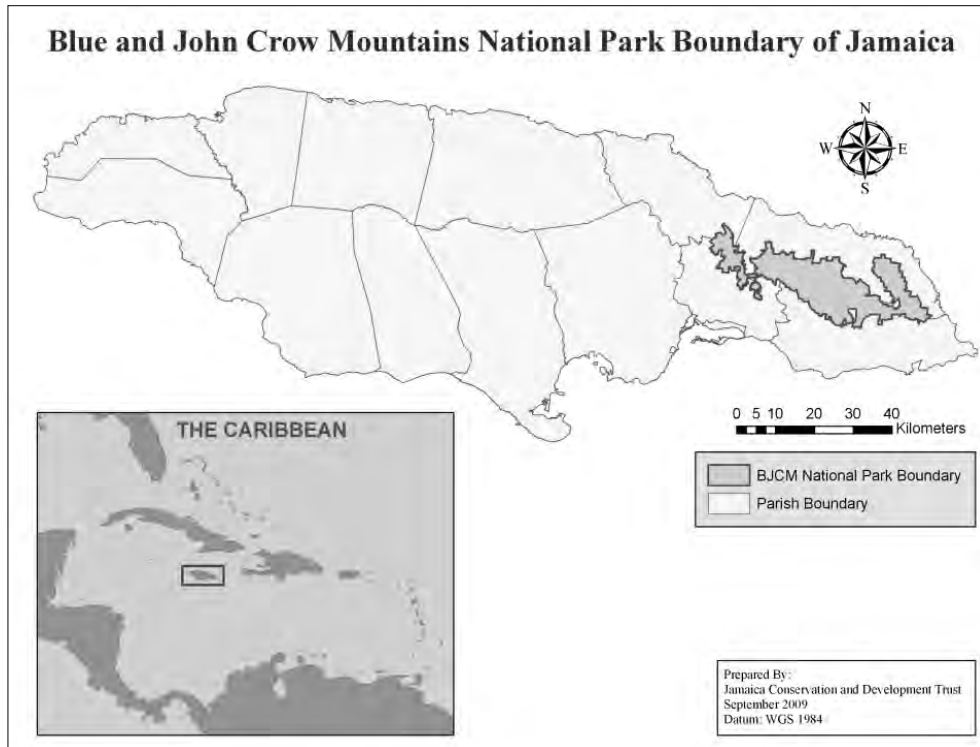 Blue and John Crow Mountains National Park Boundary of Jamaica
N
W E
S
0 5 10 20 30 40
Kilometers
BJCM National Park Boundary
Parish Boundary
THE CARIBBEAN
Prepared By:
Jamaica Conservation and Development Trust
September 2009
Datum: WGS 1984